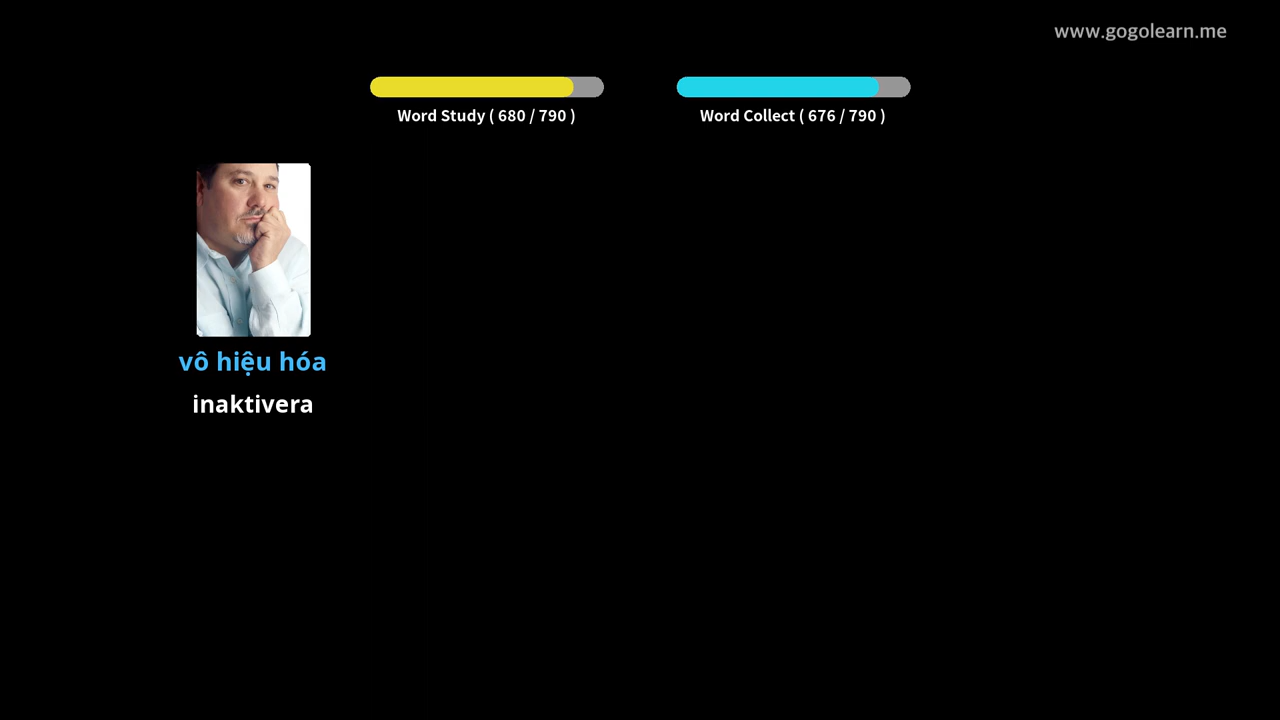 www.gogolearn.me
Word Study ( 680 / 790 )
Word Collect ( 676 / 790 )
vô hiệu hóa
inaktivera